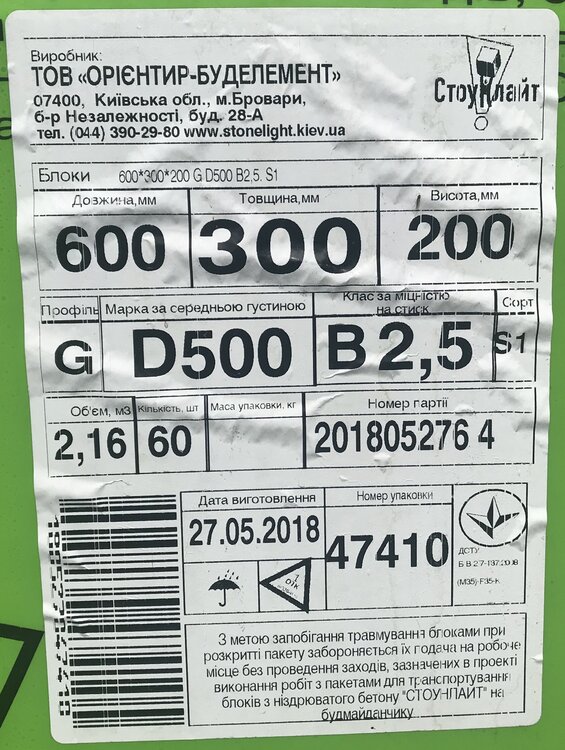 Виробник:
ТОВ «ОРІЄНТИР-БУДЕЛЕМЕНТ»
07400, Київська обл., м.Бровари,
б-р Незалежності, буд. 28-А
тел. (044) 390-29-80 www.stonelight.kiev.ua
СтоунЛайт
Блоки 600*300*200 G D500 B2,5. S1
Довжина,мм Товщина,мм Висота,мм
600 300 200
Профіль Марка за середньою густиною Клас за міцністю на стиск Сорт
G D500 B2,5 S1
Об'єм, м3 Кількість, шт Маса упаковки, кг Номер партії
2,16 60 201805276 4
Дата виготовлення Номер упаковки
27.05.2018 47410
ДСТУ
Б В.2.7-137:2008
(М35)-F35-К
З метою запобігання травмування блоками при
розкритті пакету забороняється їх подача на робоче
місце без проведення заходів, зазначених в проекті
виконання робіт з пакетами для транспортування
блоків з ніздрюватого бетону "СТОУНЛАЙТ" на
будмайданчику